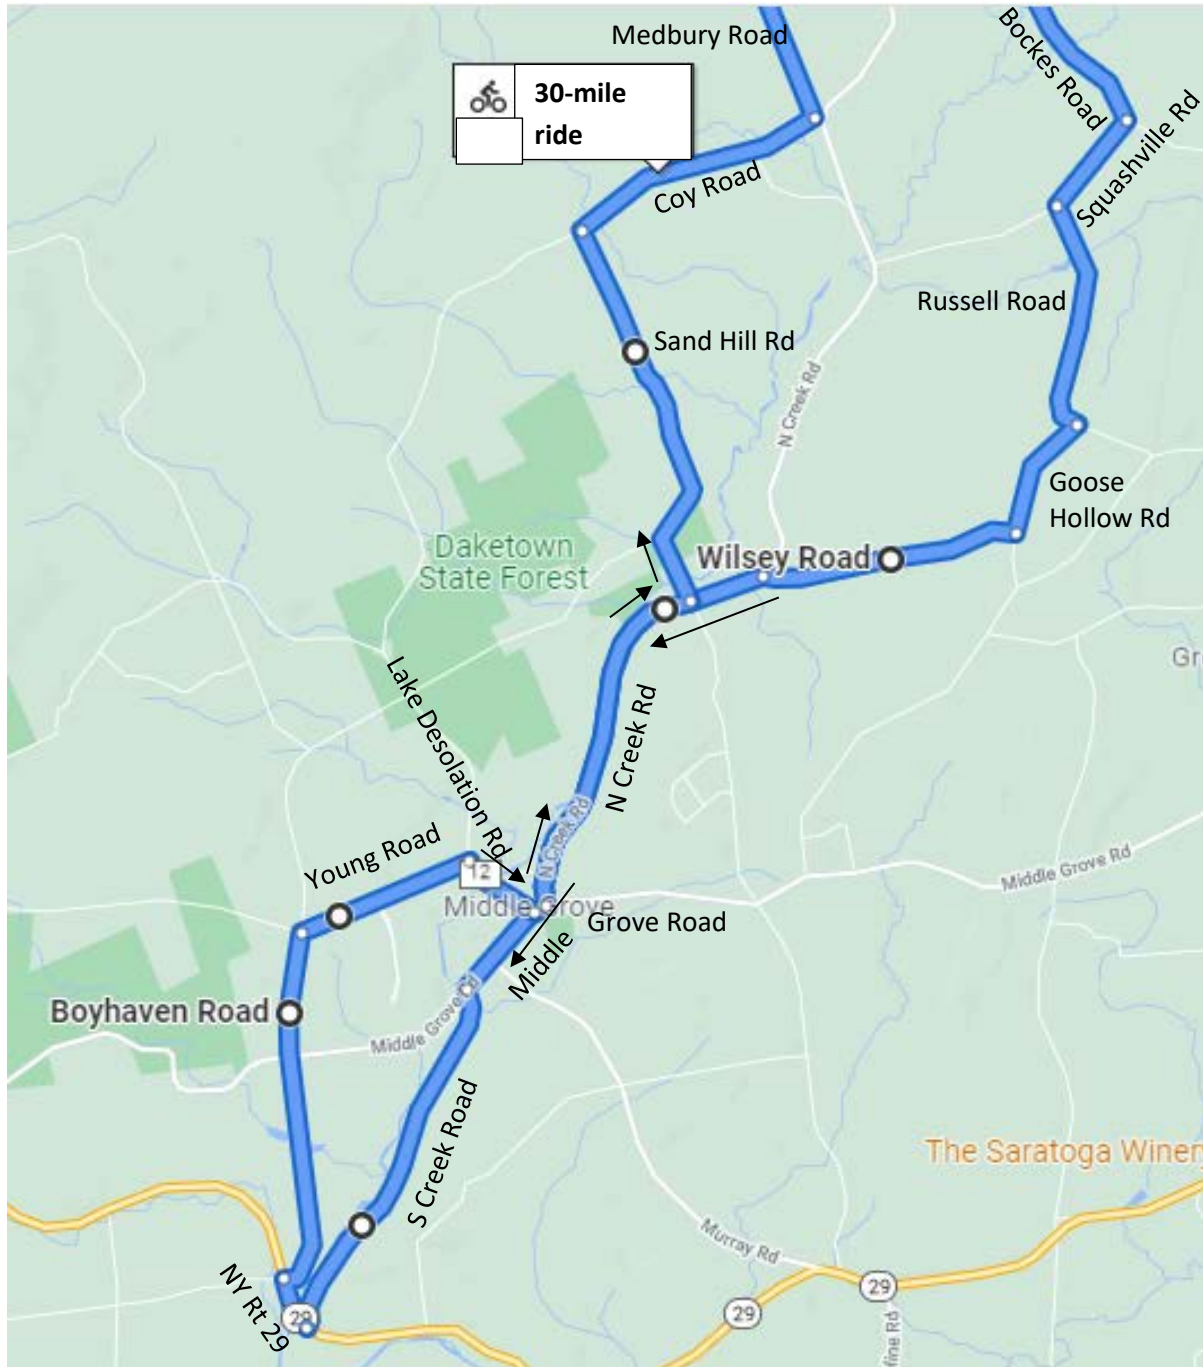 Medbury Road
Bockes Road
30-mile
ride
Squashville Rd
Coy Road
Russell Road
Sand Hill Rd
N Creek Rd
Goose
Hollow Rd
Daketown
State Forest
Wilsey Road
Gr
Lake Desolation Rd
N Creek Rd
N Creek Rd
Young Road
12
Middle Grove Rd
Middle Grove
Middle
Grove Road
Boyhaven Road
Middle Grove Rd
S Creek Road
The Saratoga Winer
Murray Rd
NY Rt 29
29
29
29
fine Rd